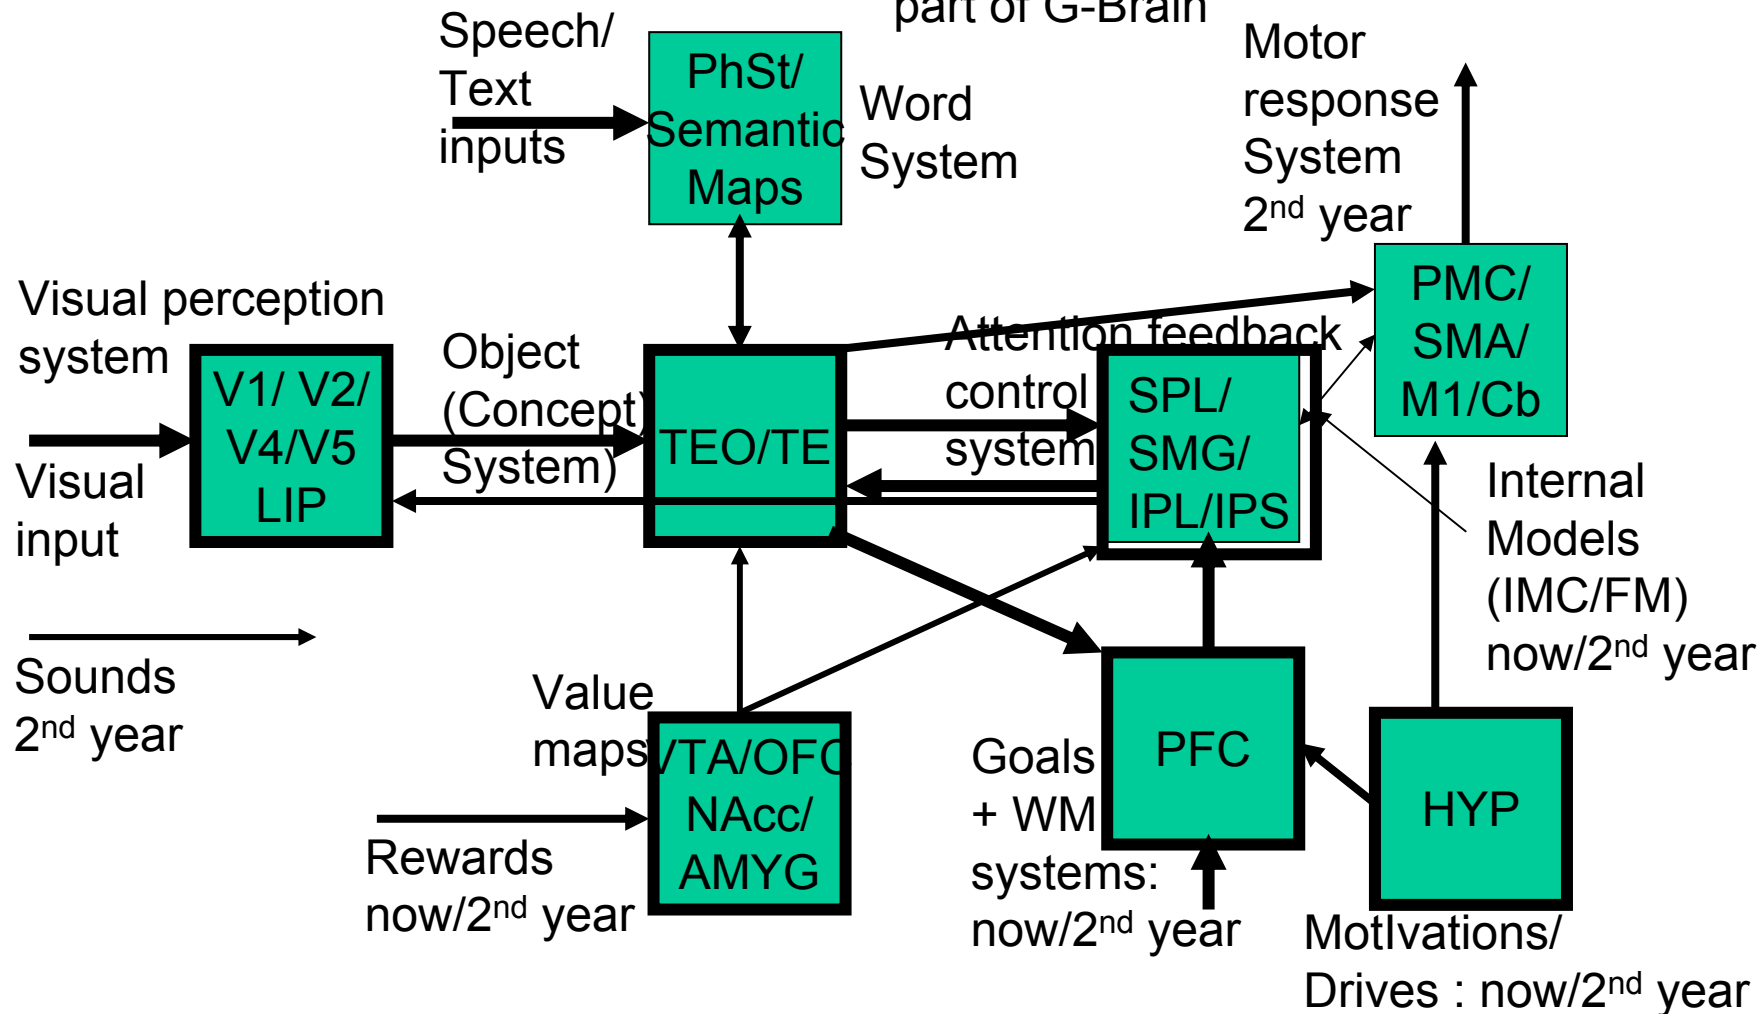 part of G-Brain
Speech/
Text
inputs
PhSt/
Semantic
Maps
Word
System
Motor
response
System
2nd year
PMC/
SMA/
M1/Cb
Visual perception
system
V1/ V2/
V4/V5
LIP
Visual
input
Object
(Concept)
System)
TEO/TE
Attention feedback
control
system
SPL/
SMG/
IPL/IPS
Internal
Models
(IMC/FM)
now/2nd year
Sounds
2nd year
Value
maps
VTA/OFC
NAcc/
AMYG
Rewards
now/2nd year
Goals
+ WM
systems:
now/2nd year
PFC
HYP
MotIvations/
Drives : now/2nd year